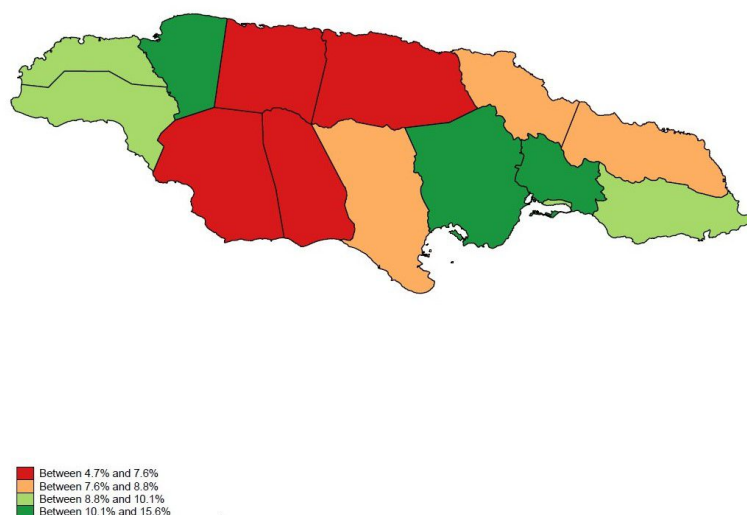 Between 4.7% and 7.6%
Between 7.6% and 8.8%
Between 8.8% and 10.1%
Between 10.1% and 15.6%